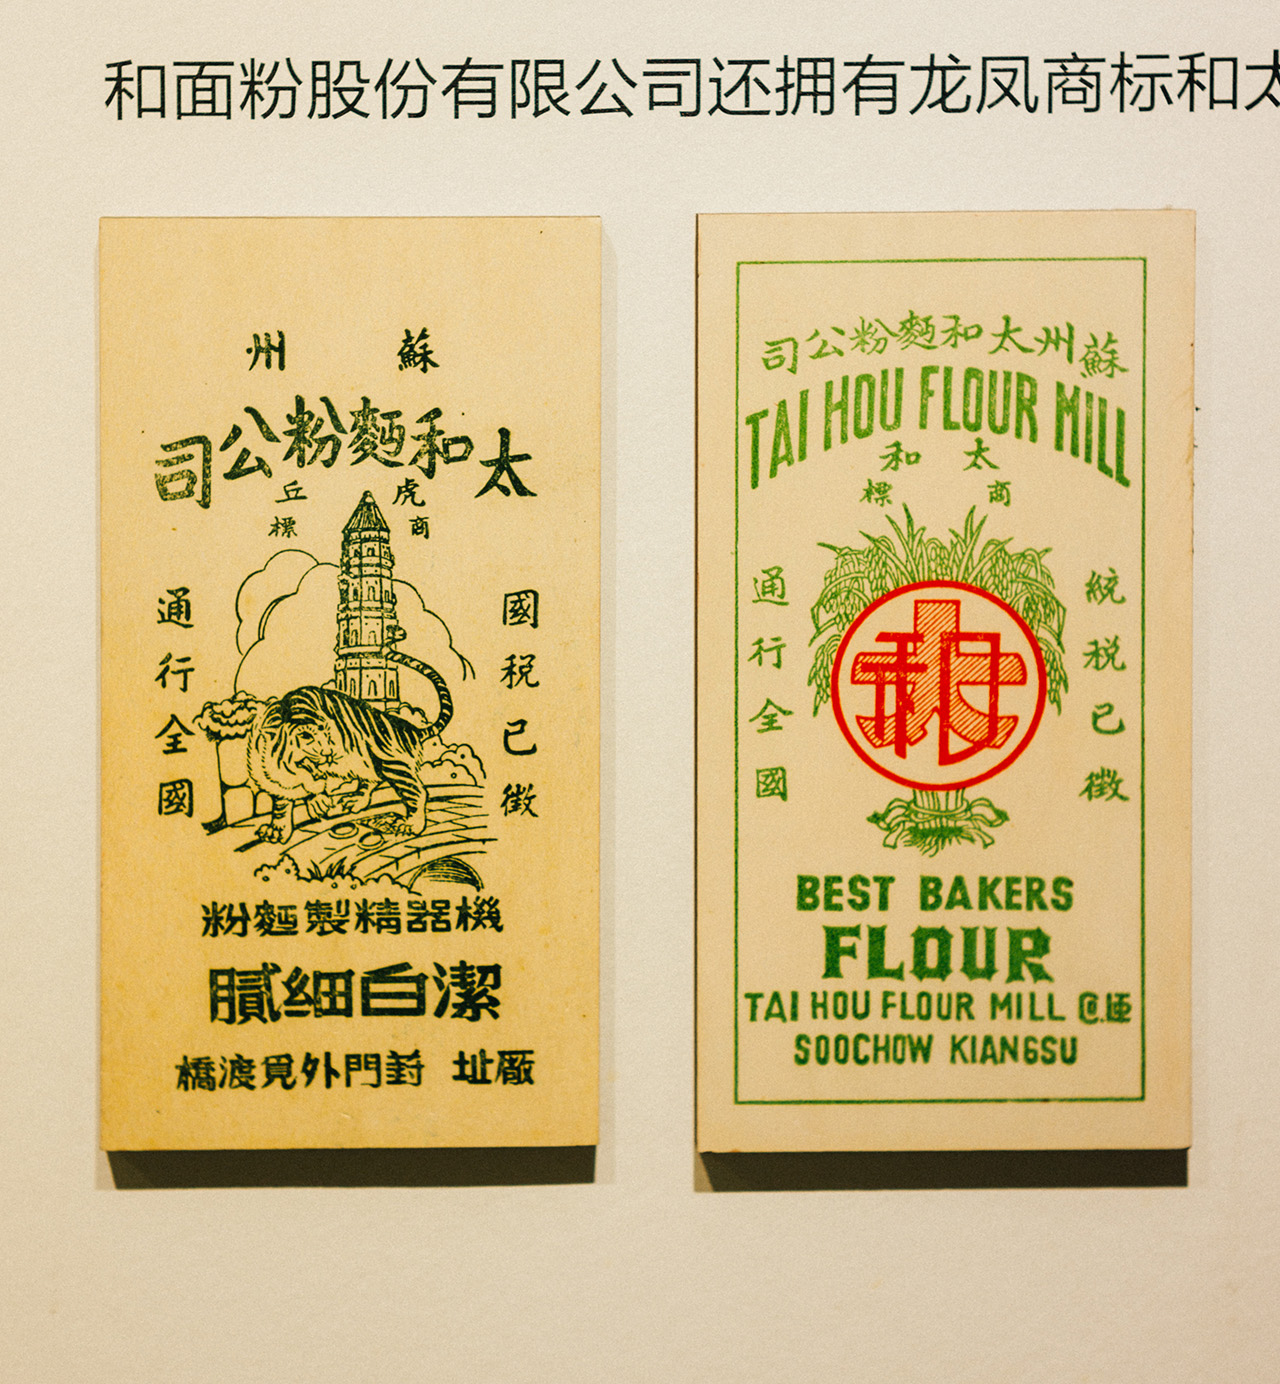 和面粉股份有限公司还拥有龙凤商标和太
蘇州
太和麵粉公司
虎丘
商標
國税已徵
通行全國
機器精製麵粉
潔白細膩
廠址 葑門外覓渡橋
蘇州太和麵粉公司
TAI HOU FLOUR MILL
太和
商標
統税已徵
通行全國
太和
BEST BAKERS
FLOUR
TAI HOU FLOUR MILL
SOOCHOW KIANGSU